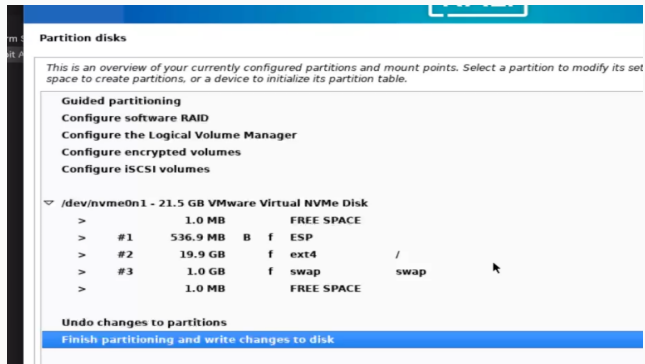 Partition disks
This is an overview of your currently configured partitions and mount points. Select a partition to modify its set
space to create partitions, or a device to initialize its partition table.
Guided partitioning
Configure software RAID
Configure the Logical Volume Manager
Configure encrypted volumes
Configure iSCSI volumes
/dev/nvme0n1 - 21.5 GB VMware Virtual NVMe Disk
> 1.0 MB FREE SPACE
> #1 536.9 MB B f ESP
> #2 19.9 GB f ext4 /
> #3 1.0 GB f swap swap
> 1.0 MB FREE SPACE
Undo changes to partitions
Finish partitioning and write changes to disk